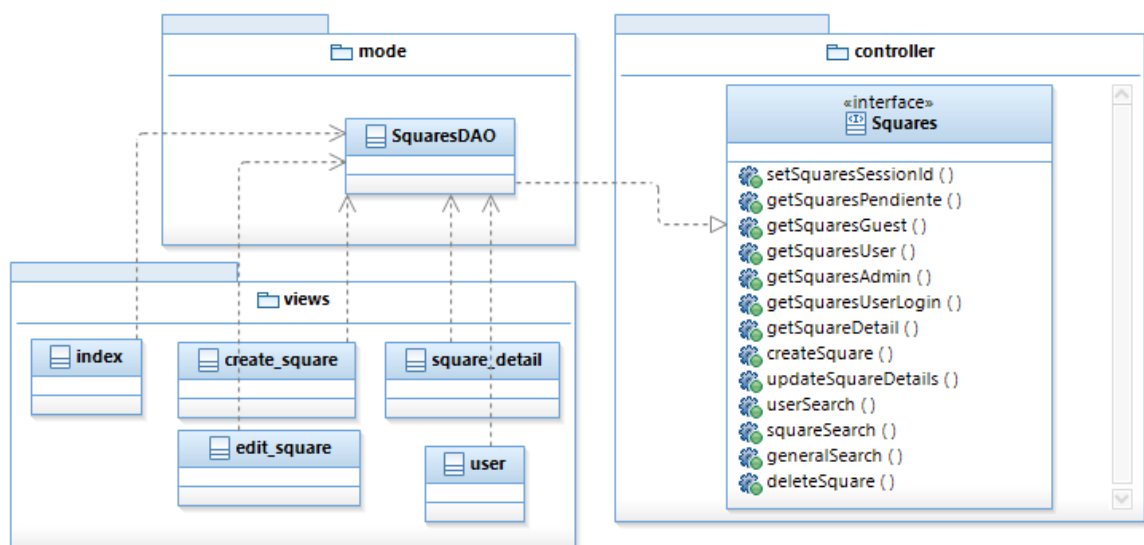 mode
SquaresDAO
views
index
create_square
square_detail
edit_square
user
controller
«interface»
Squares
setSquaresSessionId ( )
getSquaresPendiente ( )
getSquaresGuest ( )
getSquaresUser ( )
getSquaresAdmin ( )
getSquaresUserLogin ( )
getSquareDetail ( )
createSquare ( )
updateSquareDetails ( )
userSearch ( )
squareSearch ( )
generalSearch ( )
deleteSquare ( )